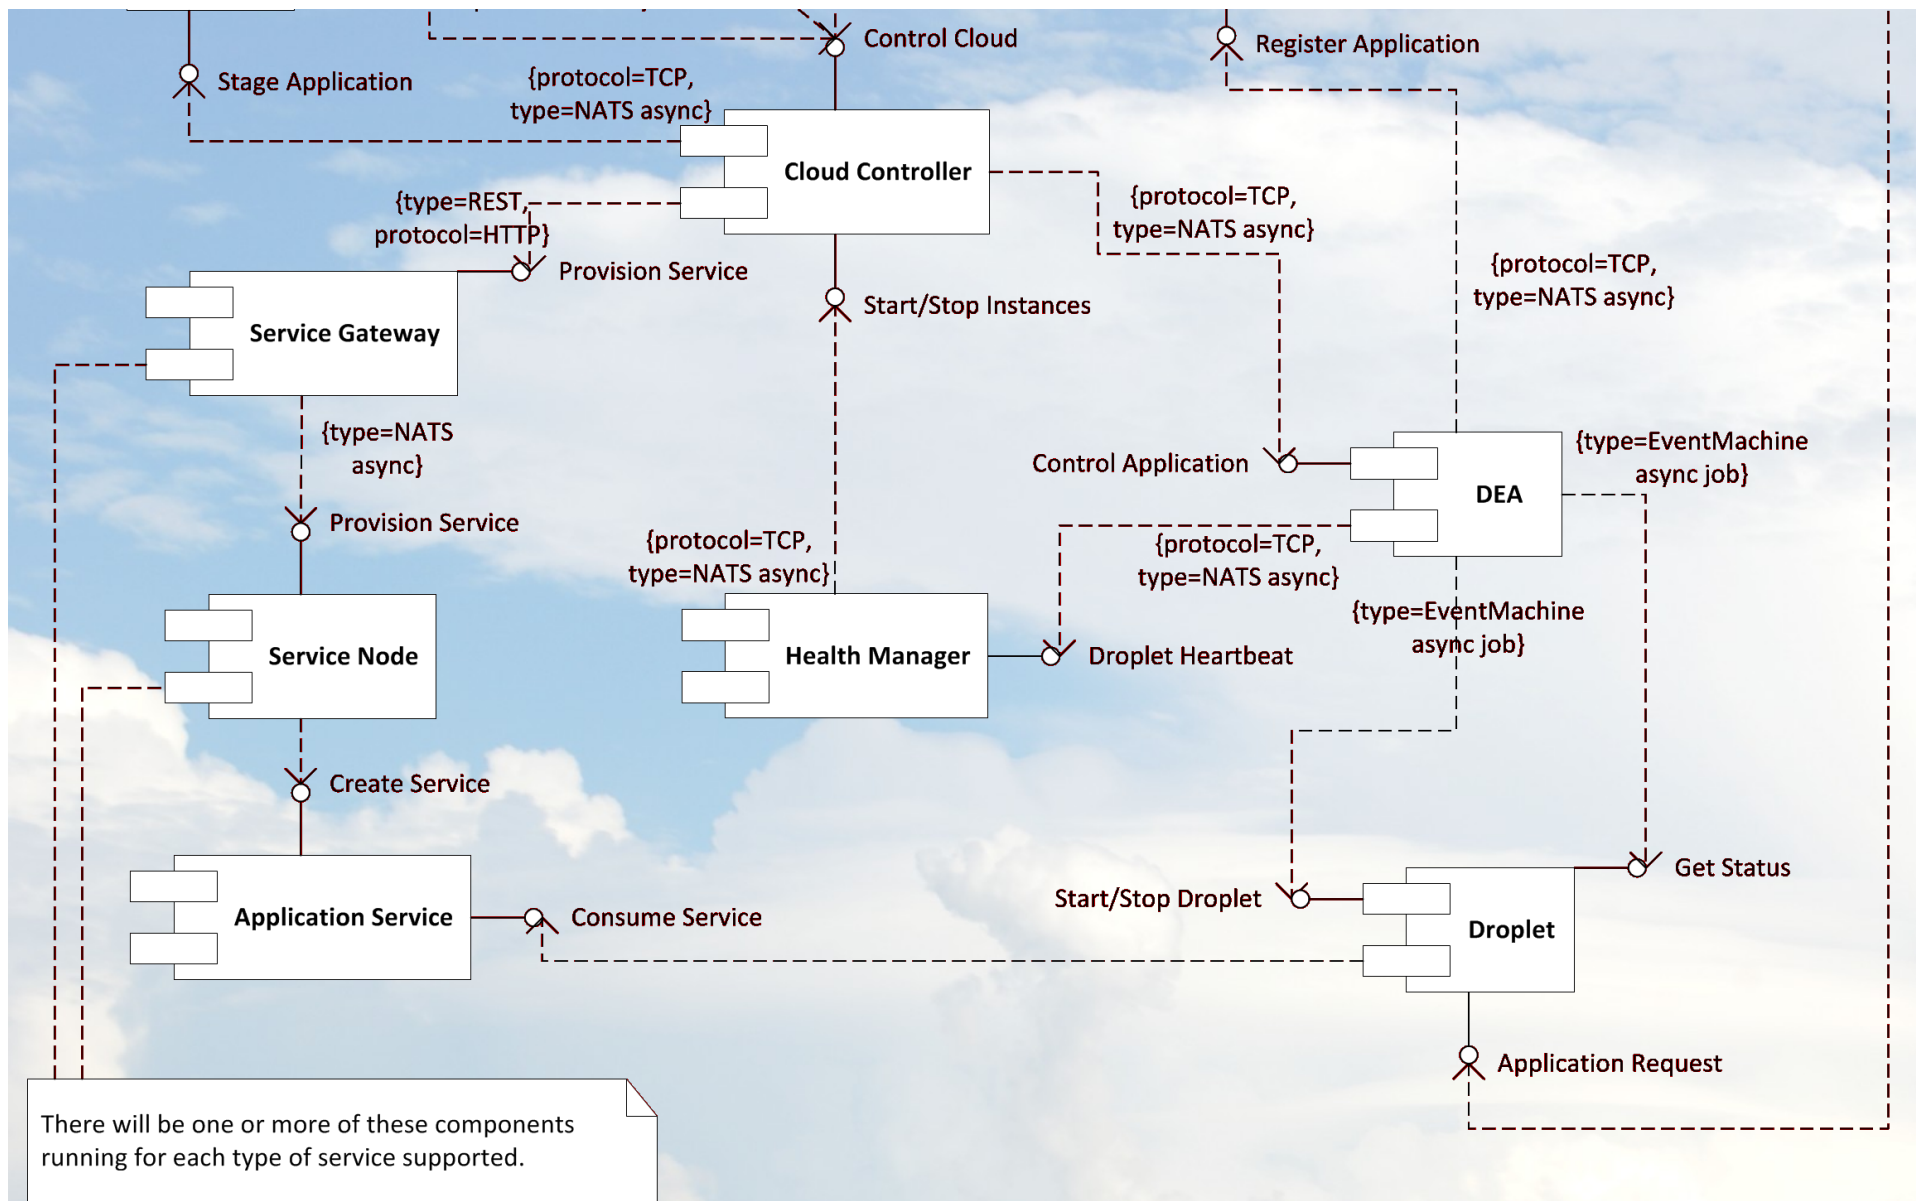 Control Cloud
Register Application
Stage Application
{protocol=TCP,
type=NATS async}
Cloud Controller
{type=REST,
protocol=HTTP}
{protocol=TCP,
type=NATS async}
Provision Service
{protocol=TCP,
type=NATS async}
Start/Stop Instances
Service Gateway
{type=NATS
async}
Control Application
{type=EventMachine
async job}
DEA
Provision Service
{protocol=TCP,
type=NATS async}
{protocol=TCP,
type=NATS async}
{type=EventMachine
async job}
Service Node
Health Manager
Droplet Heartbeat
Create Service
Get Status
Start/Stop Droplet
Application Service
Consume Service
Droplet
Application Request
There will be one or more of these components
running for each type of service supported.